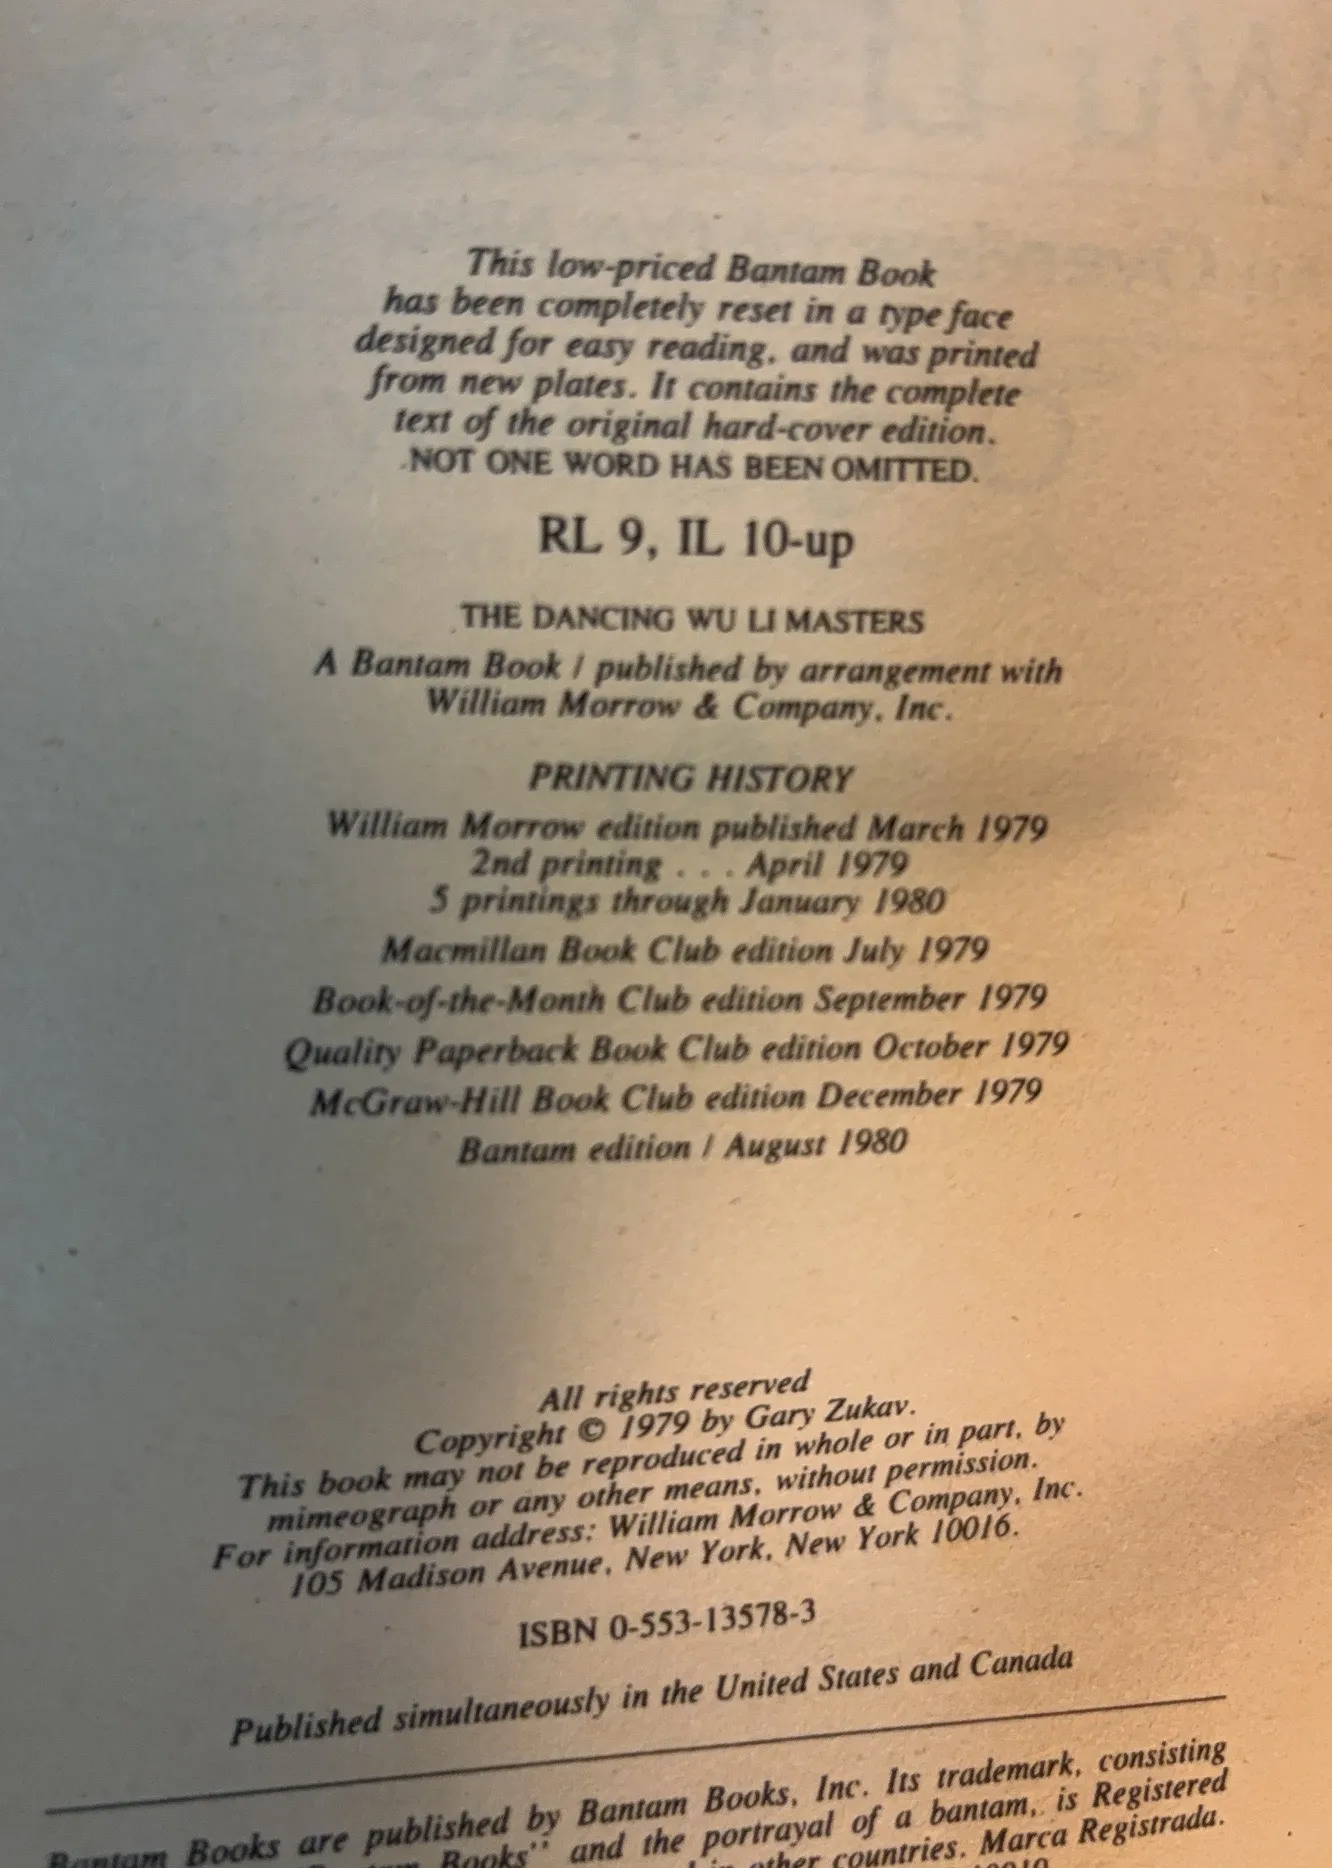 This low-priced Bantam Book
has been completely reset in a type face
designed for easy reading, and was printed
from new plates. It contains the complete
text of the original hard-cover edition.
NOT ONE WORD HAS BEEN OMITTED.
RL 9, IL 10-up
THE DANCING WU LI MASTERS
A Bantam Book / published by arrangement with
William Morrow & Company, Inc.
PRINTING HISTORY
William Morrow edition published March 1979
2nd printing . . . April 1979
5 printings through January 1980
Macmillan Book Club edition July 1979
Book-of-the-Month Club edition September 1979
Quality Paperback Book Club edition October 1979
McGraw-Hill Book Club edition December 1979
Bantam edition / August 1980
All rights reserved
Copyright © 1979 by Gary Zukav.
This book may not be reproduced in whole or in part, by
mimeograph or any other means, without permission.
For information address: William Morrow & Company, Inc.
105 Madison Avenue, New York, New York 10016.
ISBN 0-553-13578-3
Published simultaneously in the United States and Canada
Bantam Books are published by Bantam Books, Inc. Its trademark, consisting
Books" and the portrayal of a bantam, is Registered
in other countries. Marca Registrada.